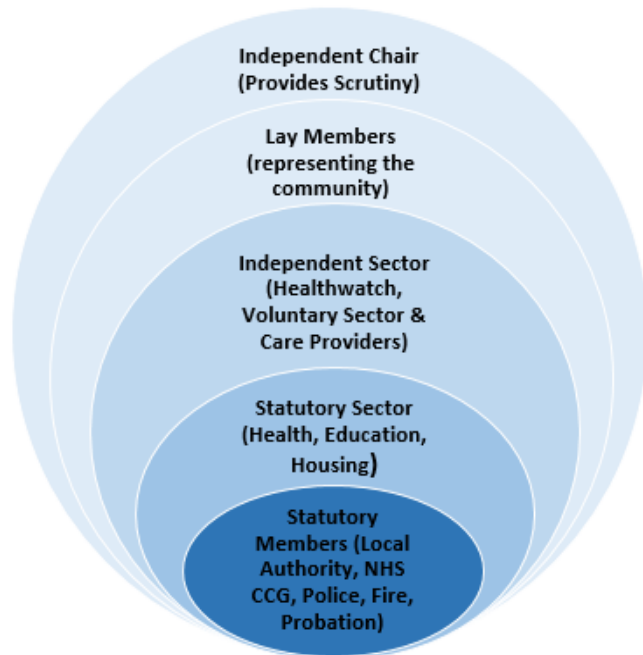 Independent Chair
(Provides Scrutiny)
Lay Members
(representing the
community)
Independent Sector
(Healthwatch,
Voluntary Sector &
Care Providers)
Statutory Sector
(Health, Education,
Housing)
Statutory
Members (Local
Authority, NHS
CCG, Police, Fire,
Probation)